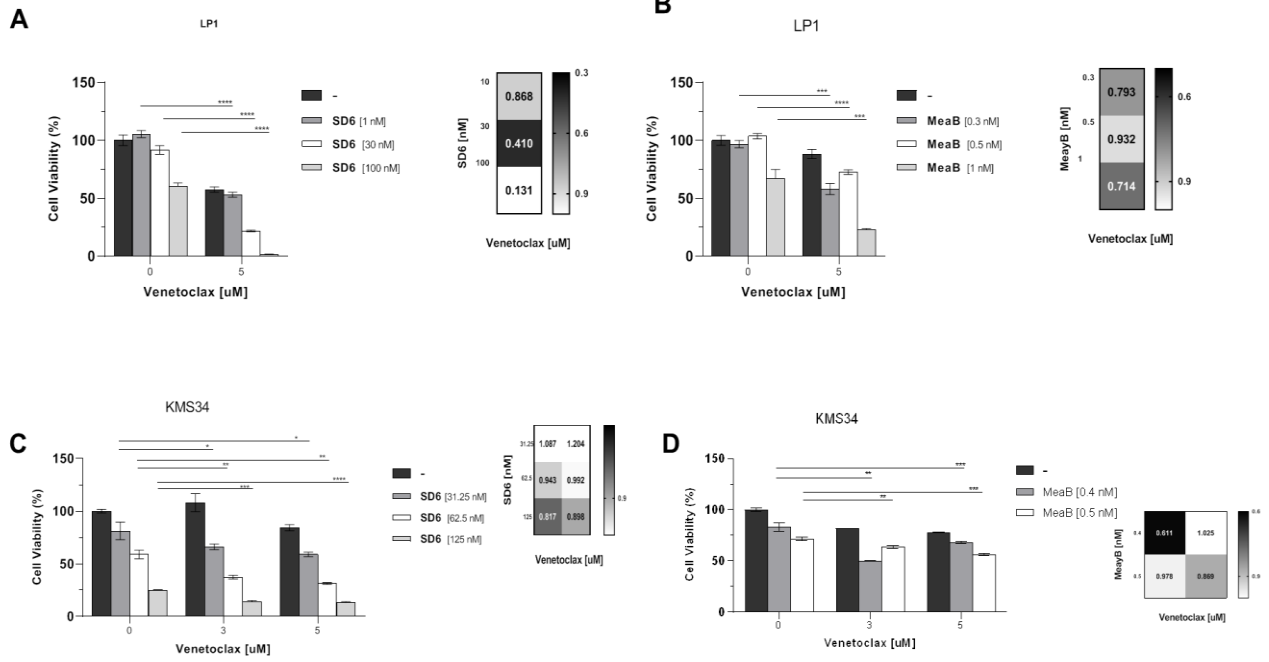 A
LP1
150
100
50
0
Cell Viability (%)
0
5
Venetoclax [uM]
****
****
****
-
SD6 [1 nM]
SD6 [30 nM]
SD6 [100 nM]
SD6 [nM]
10
30
100
0.868
0.410
0.131
0.3
0.6
0.9
Venetoclax [uM]
B
LP1
150
100
50
0
Cell Viability (%)
0
5
Venetoclax [uM]
***
****
***
-
MeaB [0.3 nM]
MeaB [0.5 nM]
MeaB [1 nM]
MeayB [nM]
0.3
0.5
1
0.793
0.932
0.714
0.6
0.9
Venetoclax [uM]
C
KMS34
150
100
50
0
Cell Viability (%)
0
3
5
Venetoclax [uM]
*
*
**
**
****
***
-
SD6 [31.25 nM]
SD6 [62.5 nM]
SD6 [125 nM]
SD6 [nM]
31.25
62.5
125
1.087 1.204
0.943 0.992
0.817 0.898
0.9
Venetoclax [uM]
D
KMS34
150
100
50
0
Cell Viability (%)
0
3
5
Venetoclax [uM]
***
**
***
**
-
MeaB [0.4 nM]
MeaB [0.5 nM]
MeayB [nM]
0.4
0.5
0.611 1.025
0.978 0.869
0.6
0.9
Venetoclax [uM]